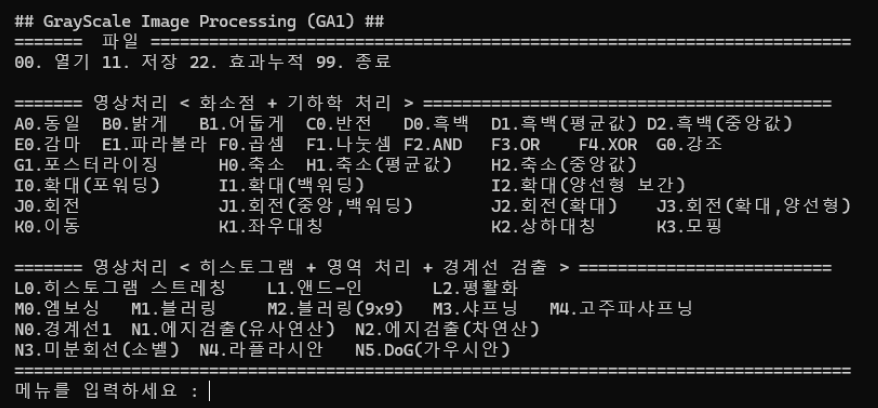 ## GrayScale Image Processing (GA1) ##
======= 파일 ===================================================================
00. 열기 11. 저장 22. 효과누적 99. 종료
======= 영상처리 < 화소점 + 기하학 처리 > =======================================
A0.동일 B0.밝게 B1.어둡게 C0.반전 D0.흑백 D1.흑백(평균값) D2.흑백(중앙값)
E0.감마 E1.파라볼라 F0.곱셈 F1.나눗셈 F2.AND F3.OR F4.XOR G0.강조
G1.포스터라이징 H0.축소 H1.축소(평균값) H2.축소(중앙값)
I0.확대(포워딩) I1.확대(백워딩) I2.확대(양선형 보간)
J0.회전 J1.회전(중앙,백워딩) J2.회전(확대) J3.회전(확대,양선형)
K0.이동 K1.좌우대칭 K2.상하대칭 K3.모핑
======= 영상처리 < 히스토그램 + 영역 처리 + 경계선 검출 > ========================
L0.히스토그램 스트레칭 L1.앤드-인 L2.평활화
M0.엠보싱 M1.블러링 M2.블러링(9x9) M3.샤프닝 M4.고주파샤프닝
N0.경계선1 N1.에지검출(유사연산) N2.에지검출(차연산)
N3.미분회선(소벨) N4.라플라시안 N5.DoG(가우시안)
================================================================================
메뉴를 입력하세요 :